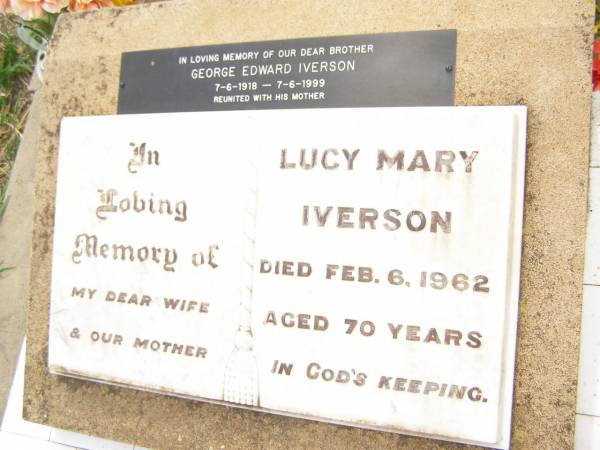 IN LOVING MEMORY OF OUR DEAR BROTHER
GEORGE EDWARD IVERSON
7-6-1918 — 7-6-1999
REUNITED WITH HIS MOTHER
In
Loving
Memory of
MY DEAR WIFE
& OUR MOTHER
LUCY MARY
IVERSON
DIED FEB. 6, 1962
AGED 70 YEARS
IN GOD'S KEEPING.